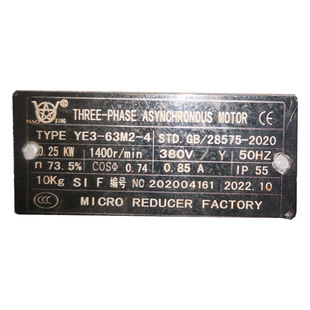 THREE-PHASE ASYNCHRONOUS MOTOR CE
TYPE YE3-63M2-4 STD. GB/28575-2020
0.25 KW 1400r/min 380V Y 50HZ
η 73.5% COSΦ 0.74 0.85 A IP 55
10Kg SI F 编号 NO 202004161 2022.10
CCC MICRO REDUCER FACTORY